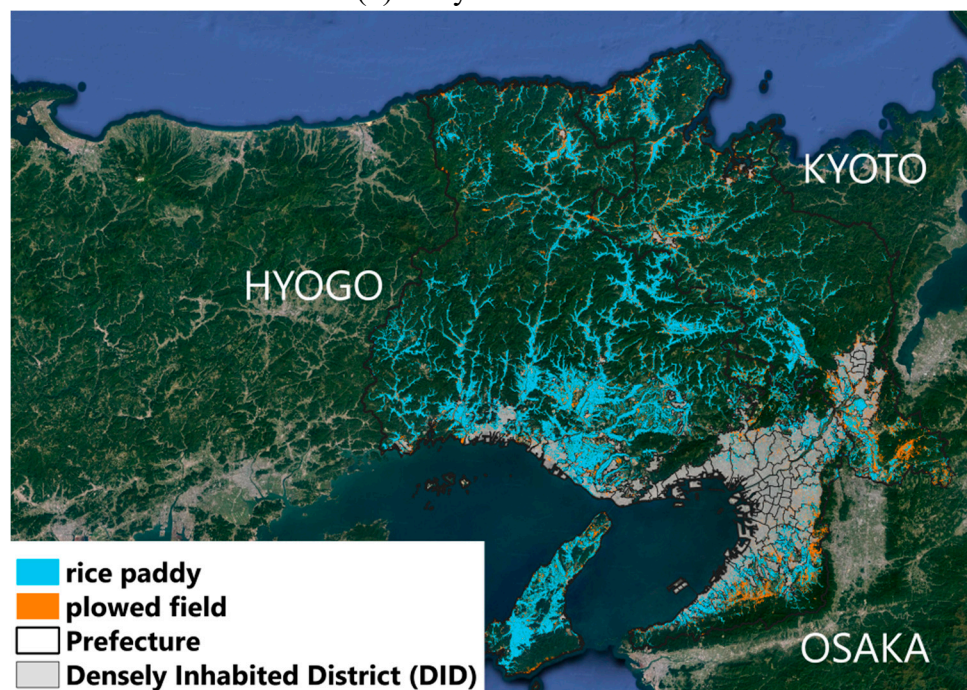 KYOTO
HYOGO
rice paddy
plowed field
Prefecture
OSAKA
Densely Inhabited District (DID)